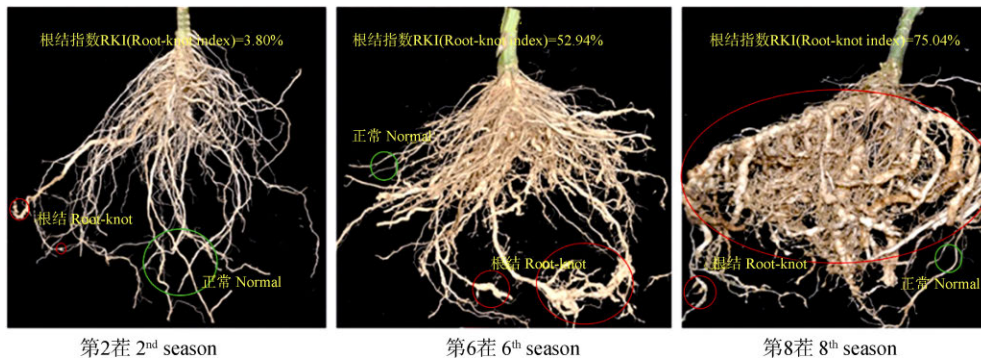 根结指数RKI(Root-knot index)=3.80%
根结 Root-knot
正常 Normal
第2茬 2nd season
根结指数RKI(Root-knot index)=52.94%
正常 Normal
根结 Root-knot
第6茬 6th season
根结指数RKI(Root-knot index)=75.04%
根结 Root-knot
正常 Normal
第8茬 8th season